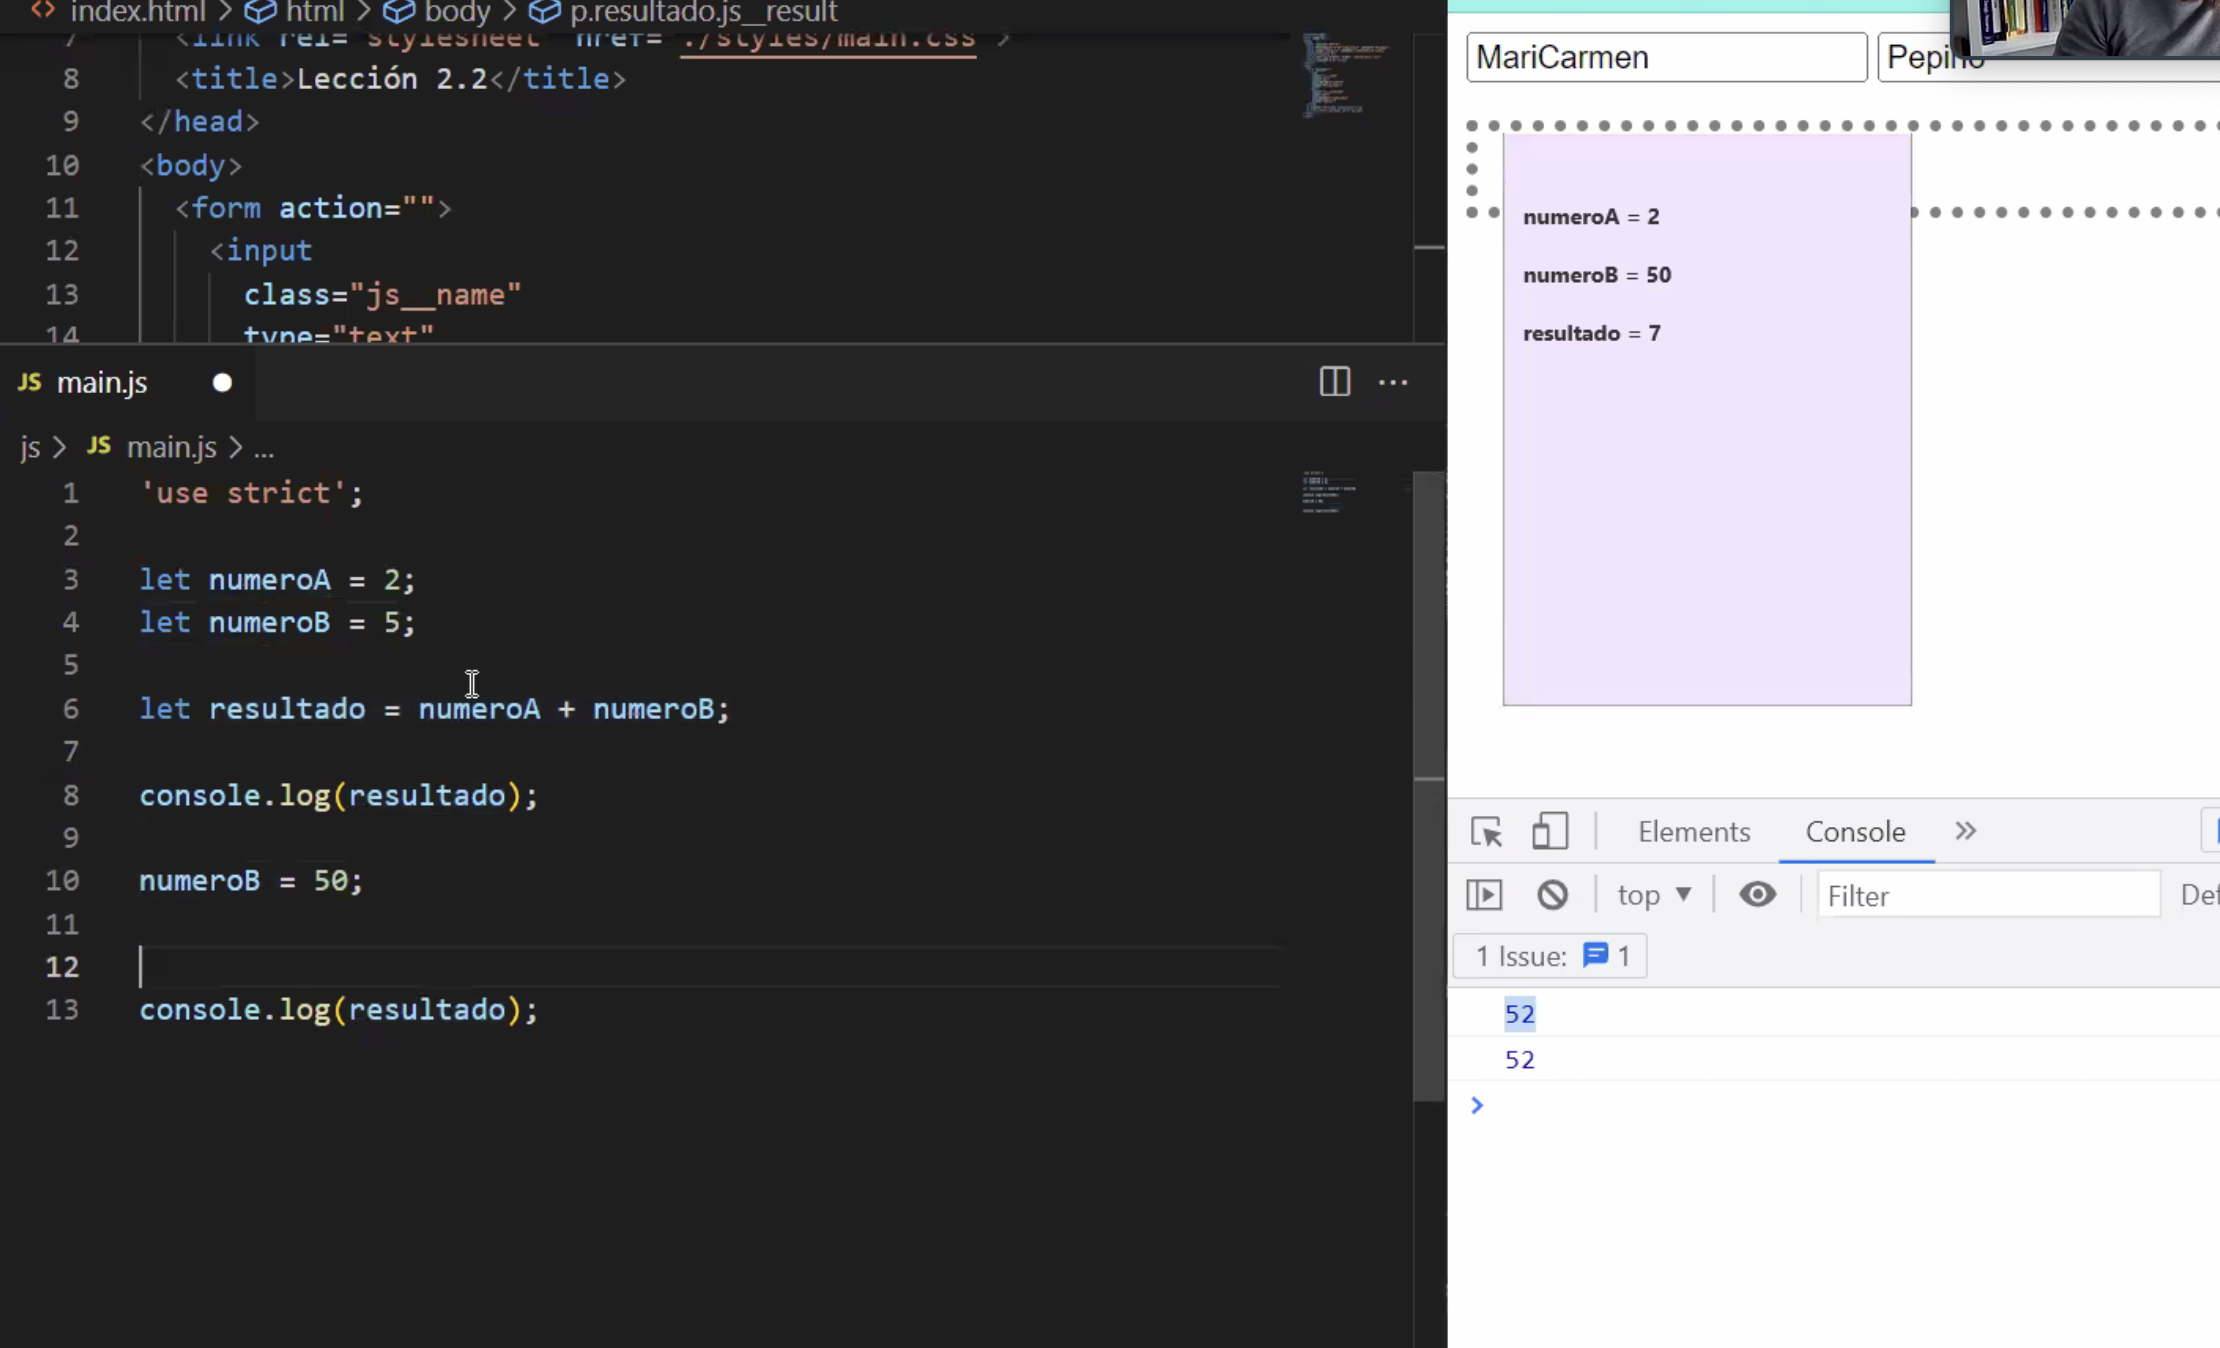 index.html > html > body > p.resultado.js__result
7 <link rel="stylesheet" href="./styles/main.css">
8 <title>Lección 2.2</title>
9 </head>
10 <body>
11 <form action="">
12 <input
13 class="js__name"
14 type="text"
JS main.js
js > JS main.js > ...
1 'use strict';
2
3 let numeroA = 2;
4 let numeroB = 5;
5
6 let resultado = numeroA + numeroB;
7
8 console.log(resultado);
9
10 numeroB = 50;
11
12
13 console.log(resultado);
MariCarmen
Pepino
numeroA = 2
numeroB = 50
resultado = 7
Elements Console
top Filter
1 Issue: 1
52
52